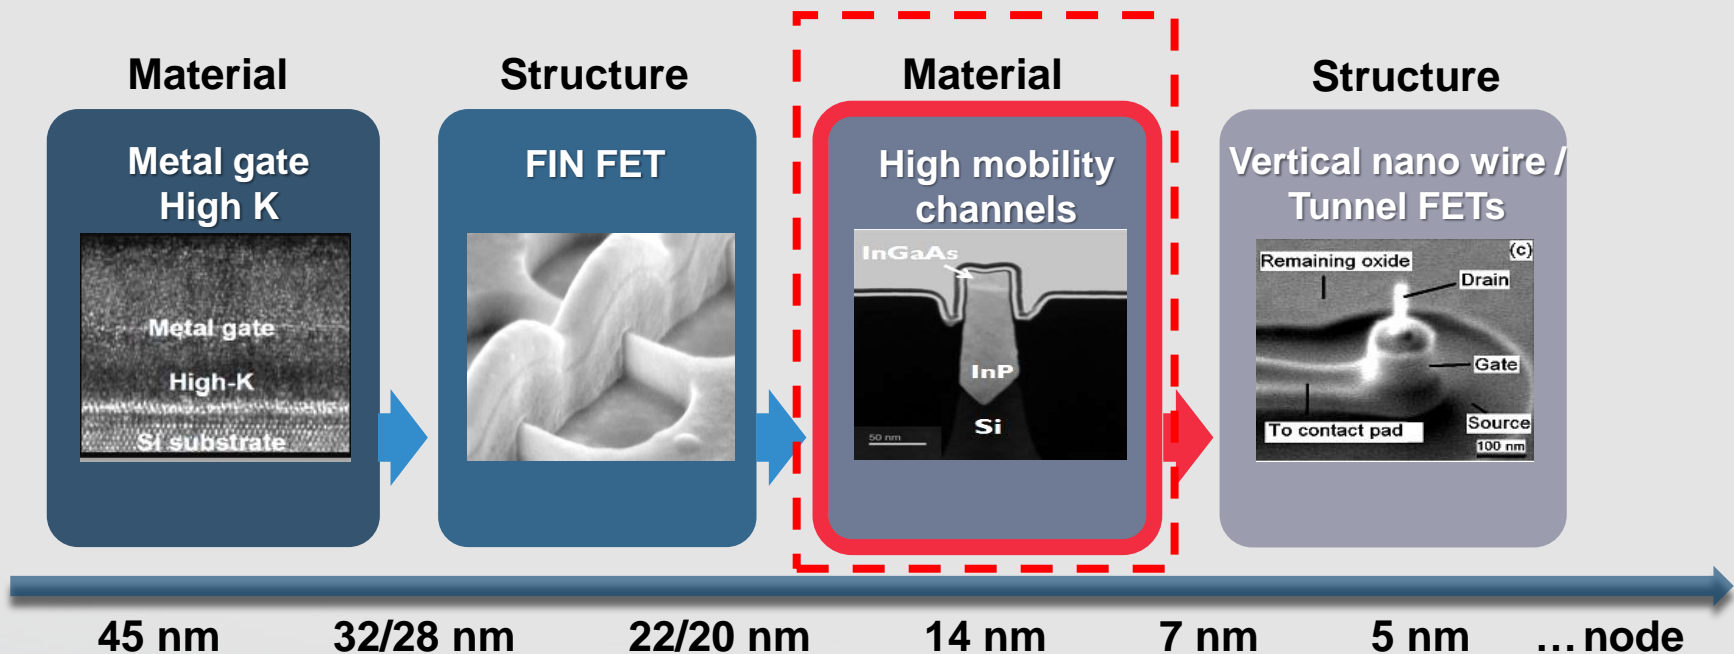 Material
Metal gate
High K
Metal gate
High-K
Si substrate
Structure
FIN FET
Material
High mobility
channels
InGaAs
InP
Si
50 nm
Structure
Vertical nano wire /
Tunnel FETs
(c)
Remaining oxide
Drain
Gate
Source
To contact pad
100 nm
45 nm 32/28 nm 22/20 nm 14 nm 7 nm 5 nm ... node